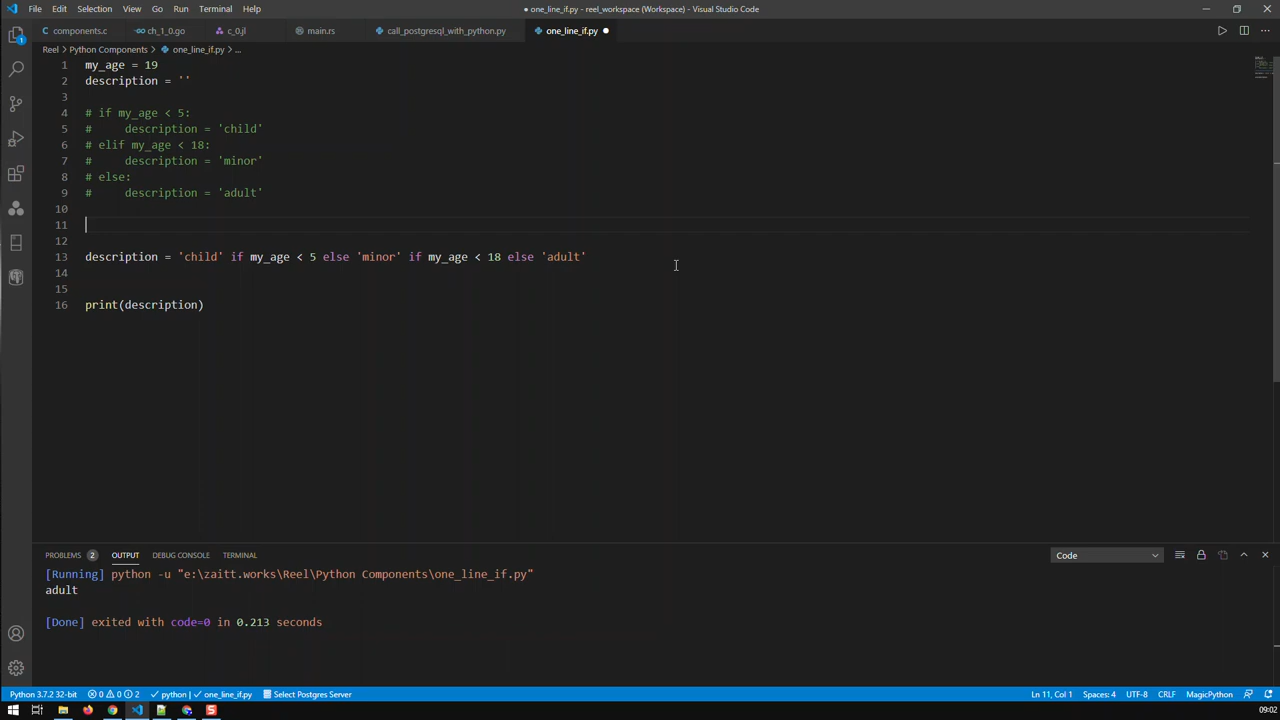 File Edit Selection View Go Run Terminal Help
● one_line_if.py - reel_workspace (Workspace) - Visual Studio Code
components.c ch_1_0.go c_0.jl main.rs call_postgresql_with_python.py one_line_if.py
Reel > Python Components > one_line_if.py > ...
1 my_age = 19
2 description = ''
3
4 # if my_age < 5:
5 #     description = 'child'
6 # elif my_age < 18:
7 #     description = 'minor'
8 # else:
9 #     description = 'adult'
10
11
12
13 description = 'child' if my_age < 5 else 'minor' if my_age < 18 else 'adult'
14
15
16 print(description)
1
PROBLEMS 2 OUTPUT DEBUG CONSOLE TERMINAL Code
[Running] python -u "e:\zaitt.works\Reel\Python Components\one_line_if.py"
adult
[Done] exited with code=0 in 0.213 seconds
Python 3.7.2 32-bit 0 0 2 python | one_line_if.py Select Postgres Server Ln 11, Col 1 Spaces: 4 UTF-8 CRLF MagicPython
09:02